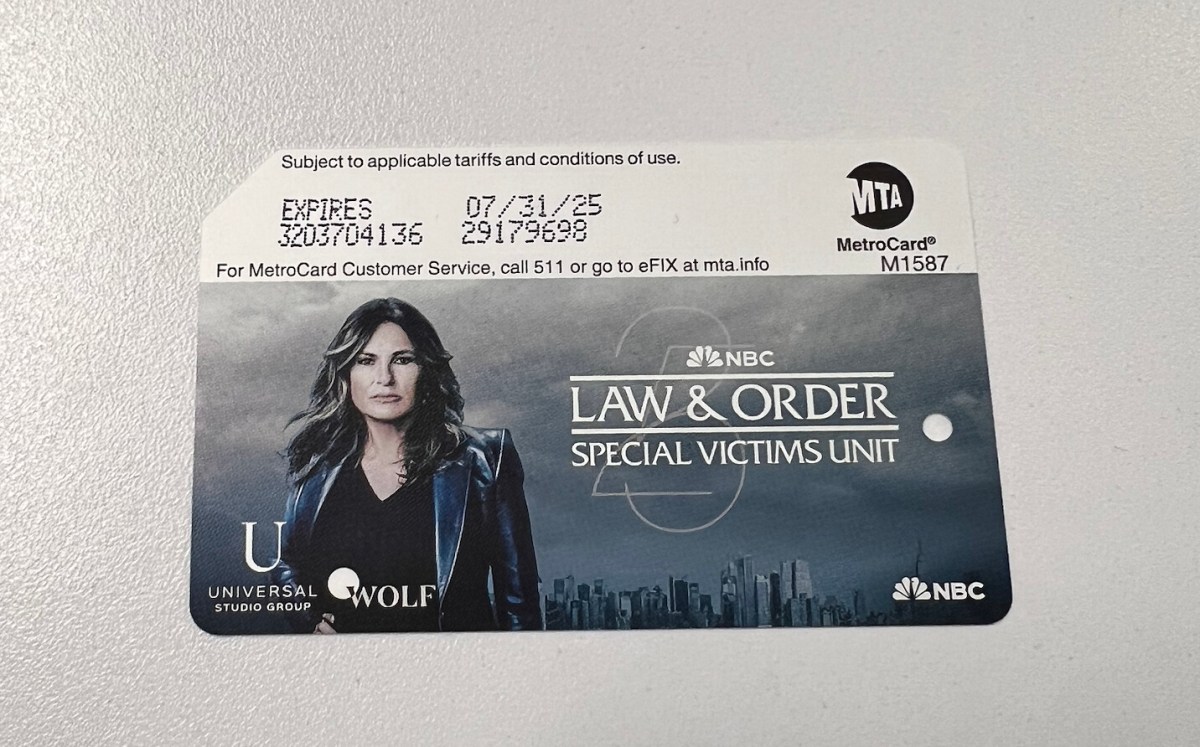 Subject to applicable tariffs and conditions of use.
EXPIRES 07/31/25
3203704136 29179698
MTA
MetroCard®
For MetroCard Customer Service, call 511 or go to eFIX at mta.info
M1587
25
NBC
LAW & ORDER
SPECIAL VICTIMS UNIT
U
UNIVERSAL
STUDIO GROUP
WOLF
NBC